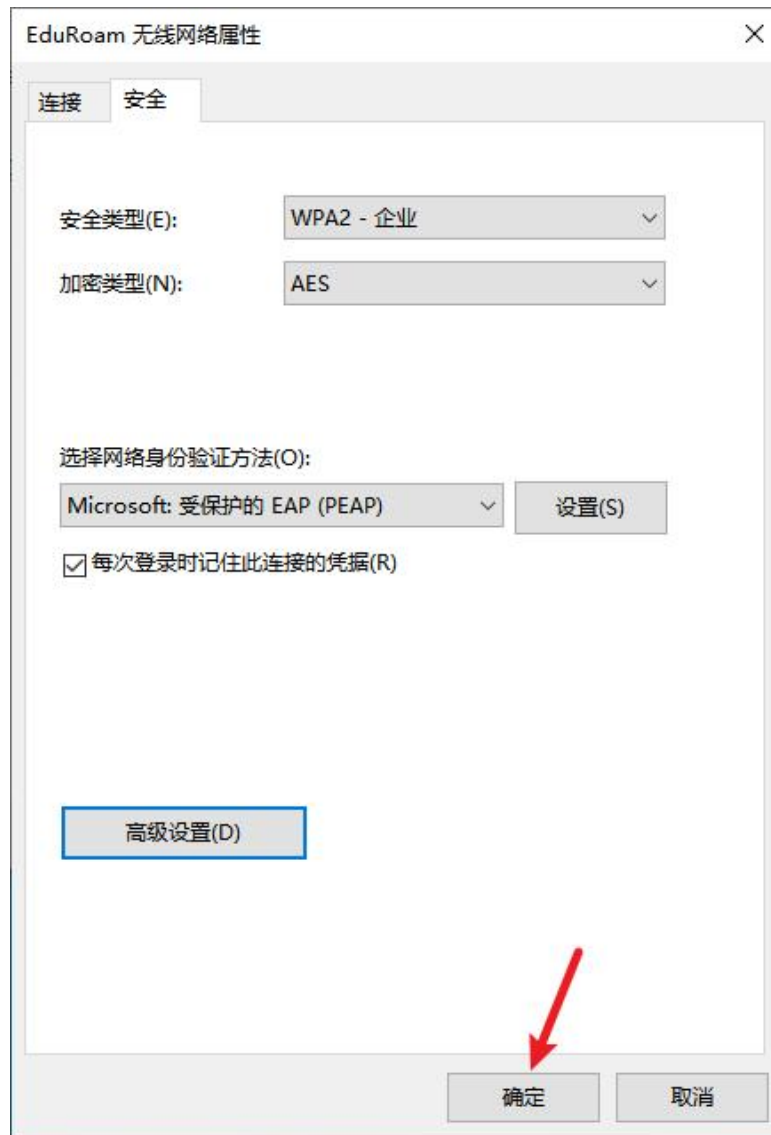 EduRoam 无线网络属性
连接 安全
安全类型(E): WPA2 - 企业
加密类型(N): AES
选择网络身份验证方法(O):
Microsoft: 受保护的 EAP (PEAP) 设置(S)
每次登录时记住此连接的凭据(R)
高级设置(D)
确定 取消